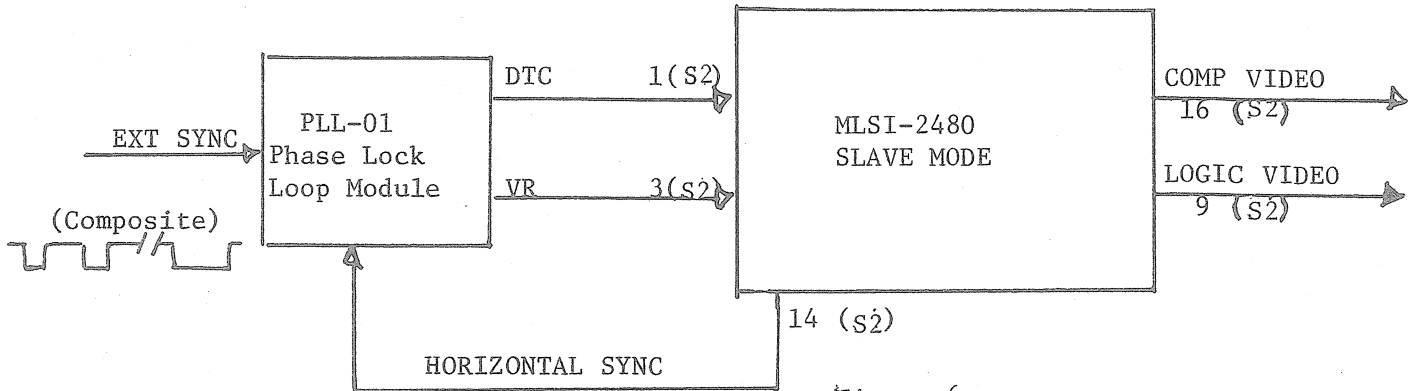 DTC 1(S2)
COMP VIDEO
16 (S2)
PLL-01
Phase Lock
Loop Module
MLSI-2480
SLAVE MODE
EXT SYNC
LOGIC VIDEO
9 (S2)
VR 3(S2)
(Composite)
14 (S2)
HORIZONTAL SYNC